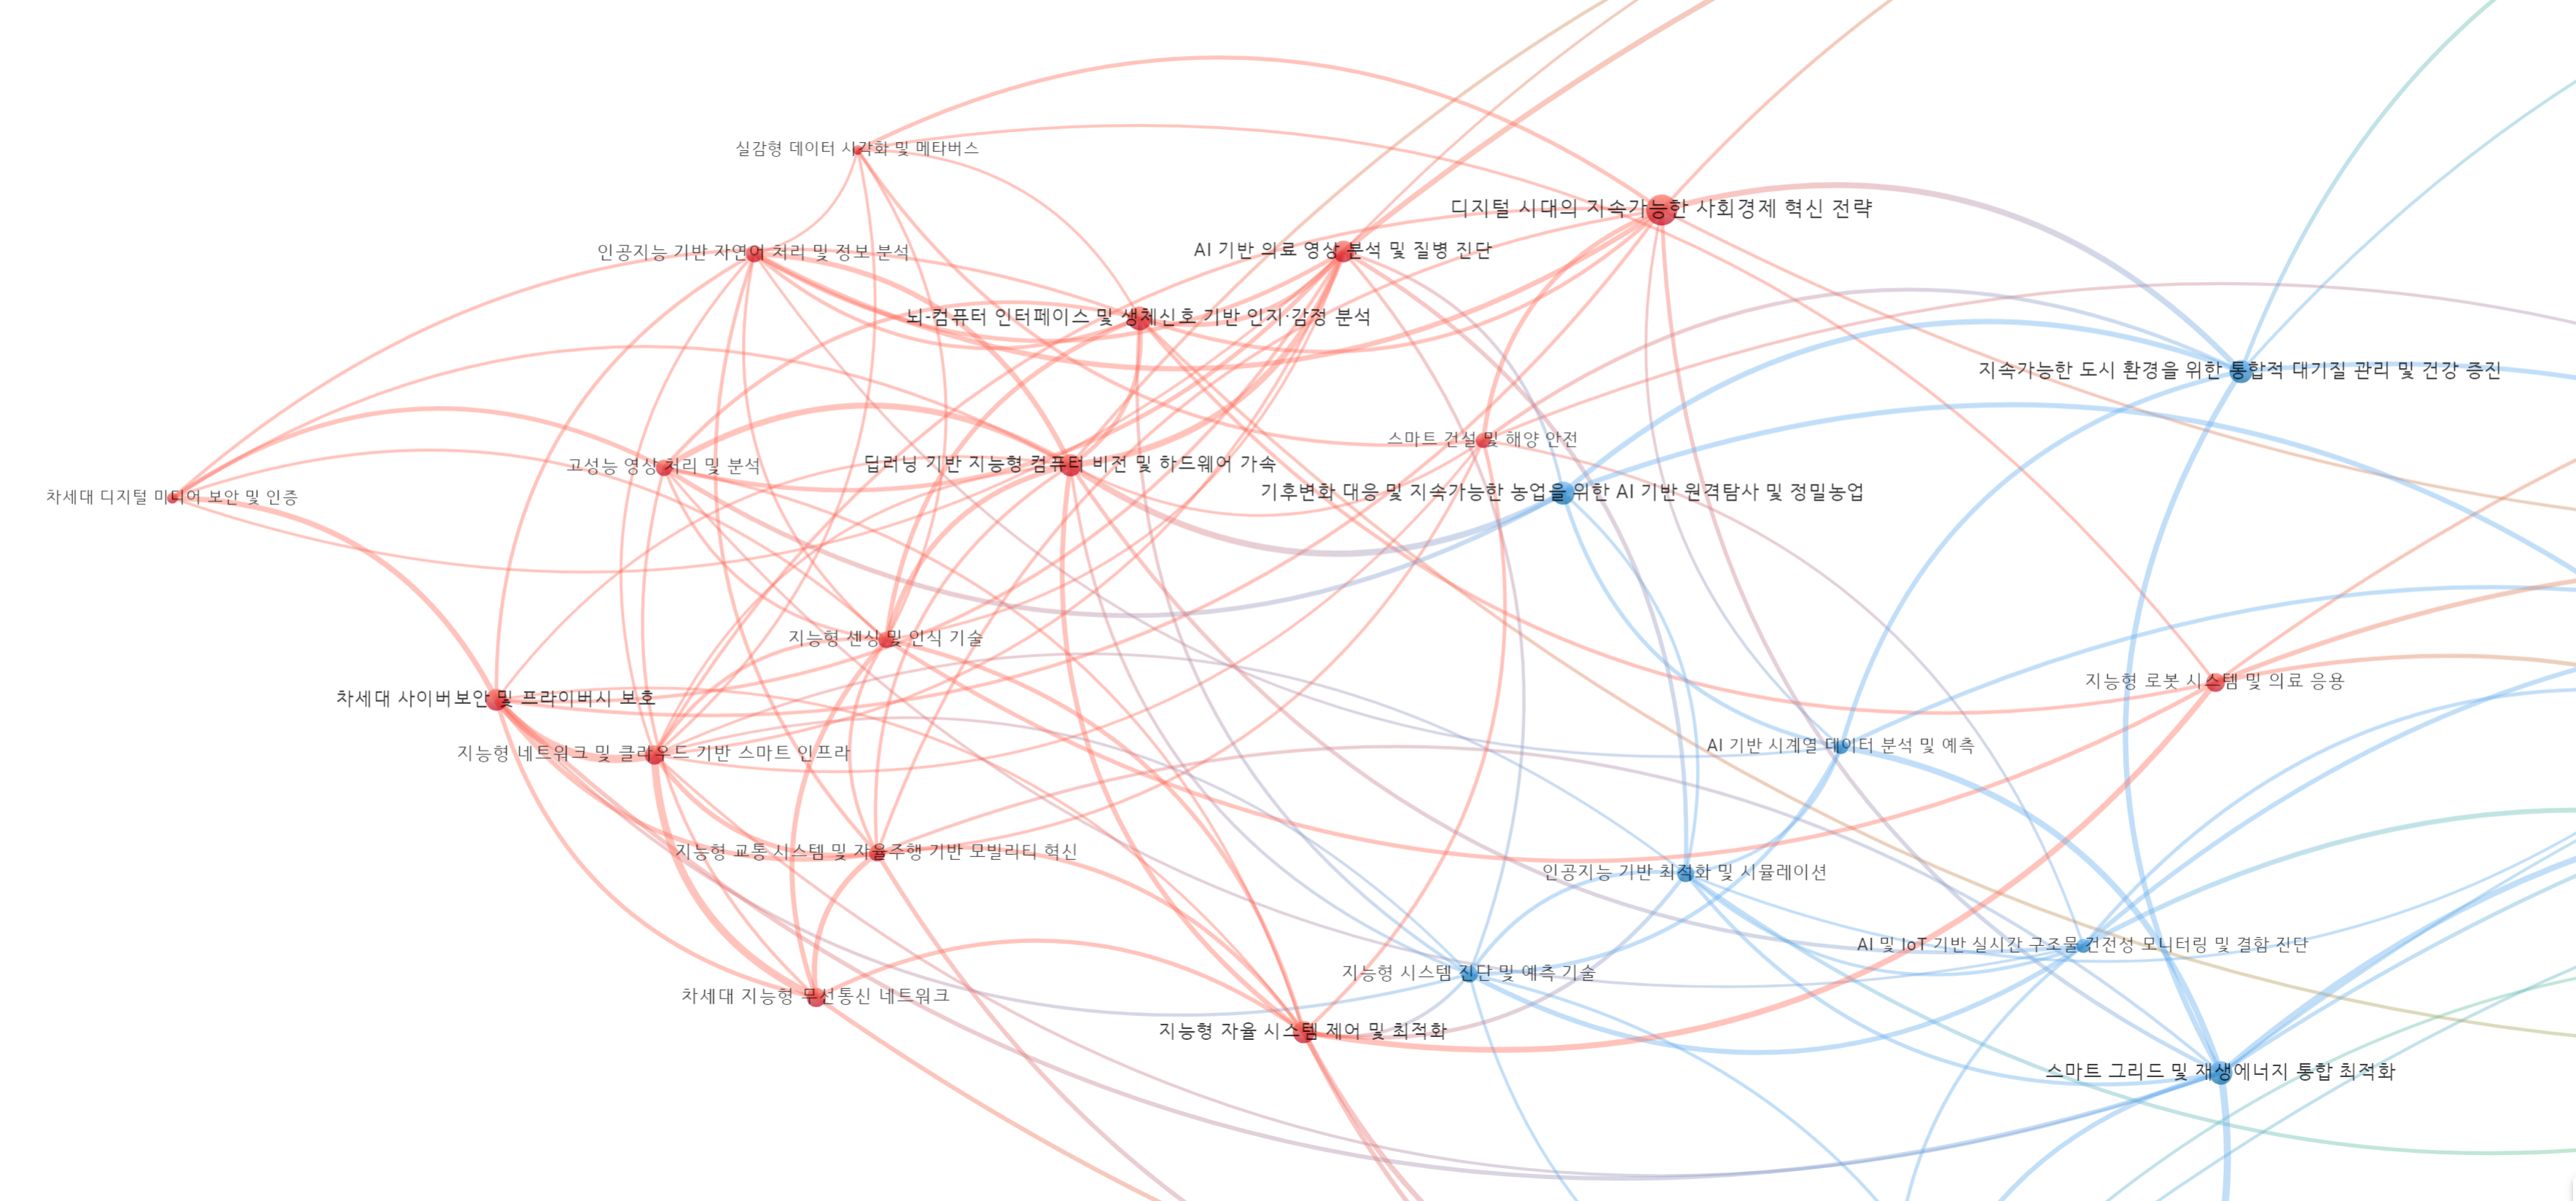 실감형 데이터 시각화 및 메타버스
디지털 시대의 지속가능한 사회경제 혁신 전략
인공지능 기반 자연어 처리 및 정보 분석
AI 기반 의료 영상 분석 및 질병 진단
뇌-컴퓨터 인터페이스 및 생체신호 기반 인지·감정 분석
지속가능한 도시 환경을 위한 통합적 대기질 관리 및 건강 증진
스마트 건설 및 해양 안전
고성능 영상 처리 및 분석
딥러닝 기반 지능형 컴퓨터 비전 및 하드웨어 가속
기후변화 대응 및 지속가능한 농업을 위한 AI 기반 원격탐사 및 정밀농업
차세대 디지털 미디어 보안 및 인증
지능형 센싱 및 인식 기술
지능형 로봇 시스템 및 의료 응용
차세대 사이버보안 및 프라이버시 보호
AI 기반 시계열 데이터 분석 및 예측
지능형 네트워크 및 클라우드 기반 스마트 인프라
지능형 교통 시스템 및 자율주행 기반 모빌리티 혁신
인공지능 기반 최적화 및 시뮬레이션
AI 및 IoT 기반 실시간 구조물 건전성 모니터링 및 결함 진단
지능형 시스템 진단 및 예측 기술
차세대 지능형 무선통신 네트워크
지능형 자율 시스템 제어 및 최적화
스마트 그리드 및 재생에너지 통합 최적화